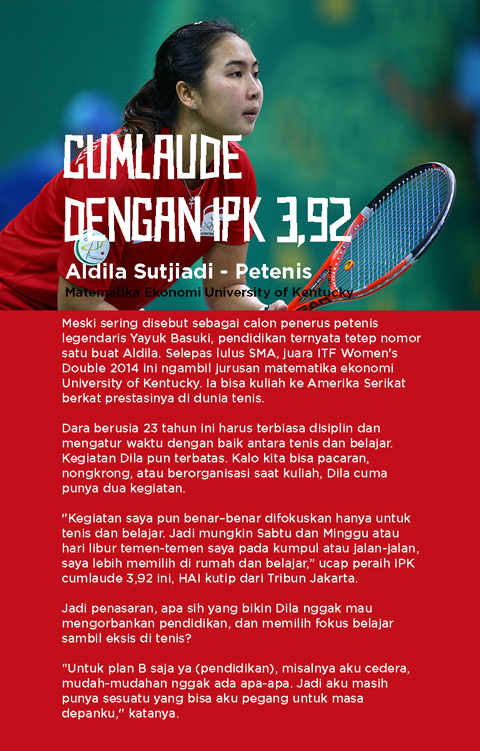 CUMLAUDE
DENGAN IPK 3,92
Aldila Sutjiadi - Petenis
Matematika Ekonomi University of Kentucky
Meski sering disebut sebagai calon penerus petenis
legendaris Yayuk Basuki, pendidikan ternyata tetep nomor
satu buat Aldila. Selepas lulus SMA, juara ITF Women's
Double 2014 ini ngambil jurusan matematika ekonomi
University of Kentucky. Ia bisa kuliah ke Amerika Serikat
berkat prestasinya di dunia tenis.
Dara berusia 23 tahun ini harus terbiasa disiplin dan
mengatur waktu dengan baik antara tenis dan belajar.
Kegiatan Dila pun terbatas. Kalo kita bisa pacaran,
nongkrong, atau berorganisasi saat kuliah, Dila cuma
punya dua kegiatan.
"Kegiatan saya pun benar–benar difokuskan hanya untuk
tenis dan belajar. Jadi mungkin Sabtu dan Minggu atau
hari libur temen-temen saya pada kumpul atau jalan-jalan,
saya lebih memilih di rumah dan belajar,” ucap peraih IPK
cumlaude 3,92 ini, HAI kutip dari Tribun Jakarta.
Jadi penasaran, apa sih yang bikin Dila nggak mau
mengorbankan pendidikan, dan memilih fokus belajar
sambil eksis di tenis?
“Untuk plan B saja ya (pendidikan), misalnya aku cedera,
mudah-mudahan nggak ada apa-apa. Jadi aku masih
punya sesuatu yang bisa aku pegang untuk masa
depanku," katanya.